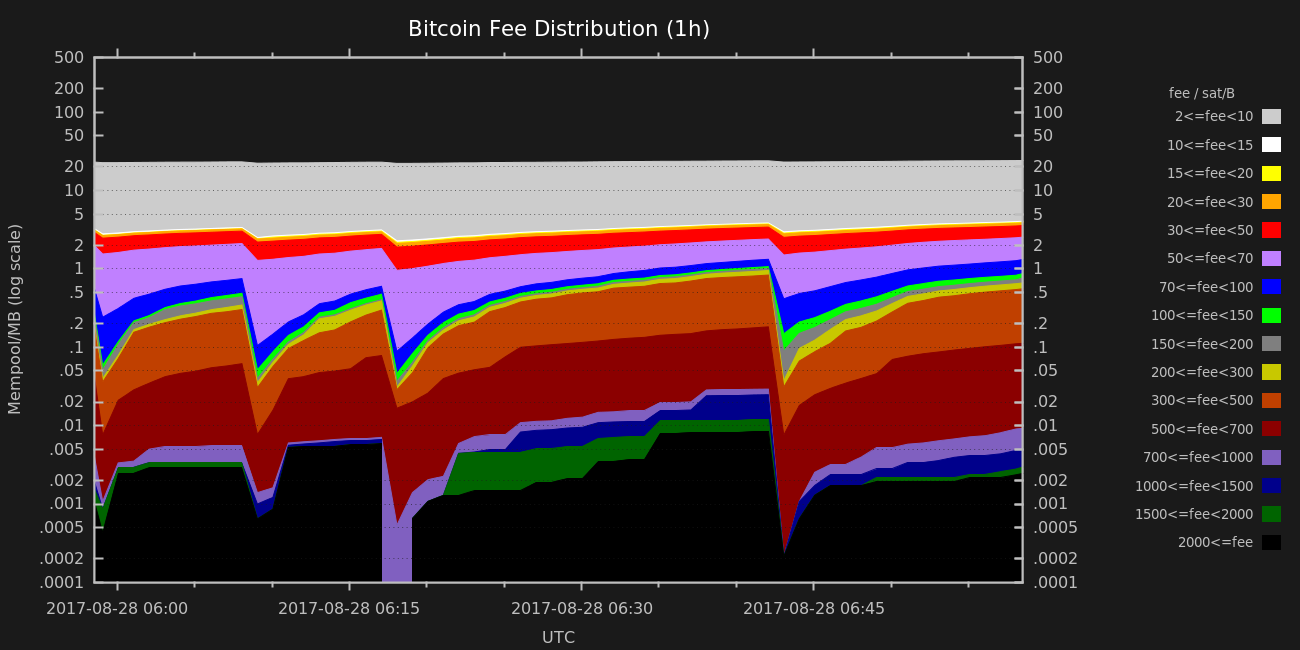 Bitcoin Fee Distribution (1h)
Mempool/MB (log scale)
500
200
100
50
20
10
5
2
1
.5
.2
.1
.05
.02
.01
.005
.002
.001
.0005
.0002
.0001
500
200
100
50
20
10
5
2
1
.5
.2
.1
.05
.02
.01
.005
.002
.001
.0005
.0002
.0001
2017-08-28 06:00
2017-08-28 06:15
2017-08-28 06:30
2017-08-28 06:45
UTC
fee / sat/B
2<=fee<10
10<=fee<15
15<=fee<20
20<=fee<30
30<=fee<50
50<=fee<70
70<=fee<100
100<=fee<150
150<=fee<200
200<=fee<300
300<=fee<500
500<=fee<700
700<=fee<1000
1000<=fee<1500
1500<=fee<2000
2000<=fee